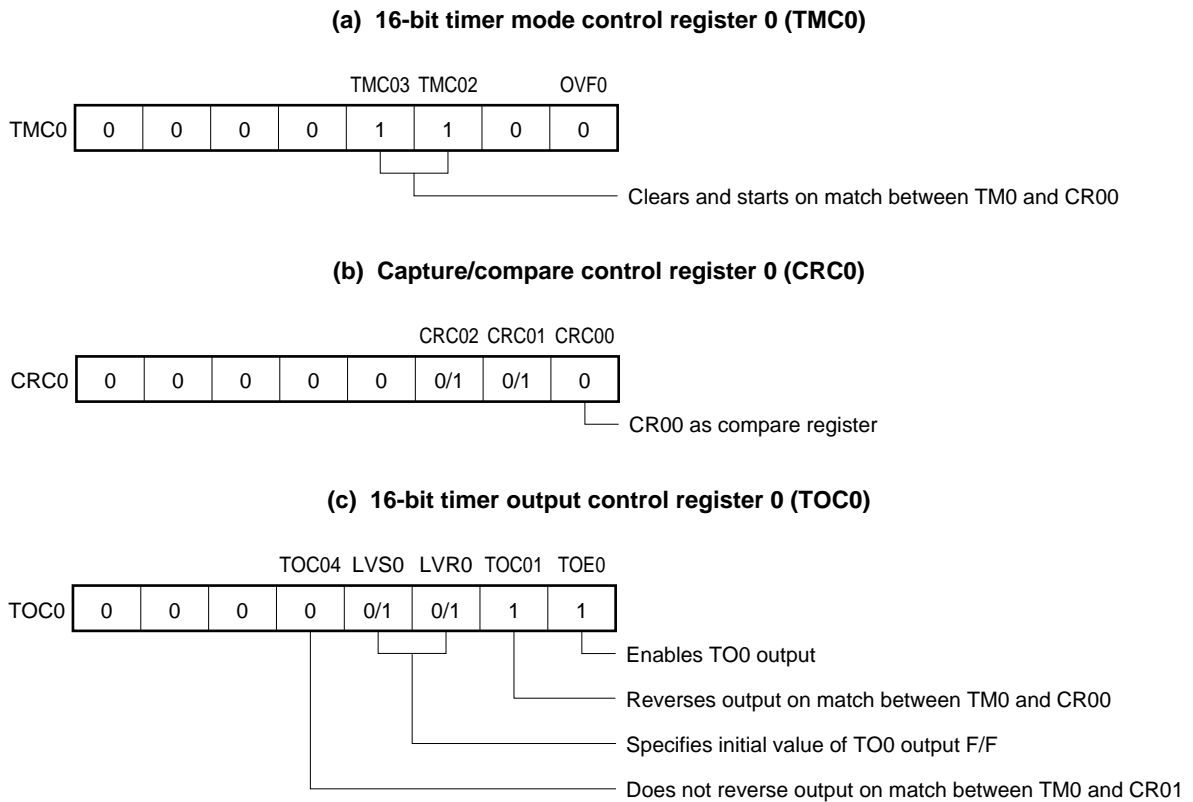 (a) 16-bit timer mode control register 0 (TMC0)
TMC03 TMC02 OVF0
TMC0 0 0 0 0 1 1 0 0
Clears and starts on match between TM0 and CR00
(b) Capture/compare control register 0 (CRC0)
CRC02 CRC01 CRC00
CRC0 0 0 0 0 0 0/1 0/1 0
CR00 as compare register
(c) 16-bit timer output control register 0 (TOC0)
TOC04 LVS0 LVR0 TOC01 TOE0
TOC0 0 0 0 0 0/1 0/1 1 1
Enables TO0 output
Reverses output on match between TM0 and CR00
Specifies initial value of TO0 output F/F
Does not reverse output on match between TM0 and CR01